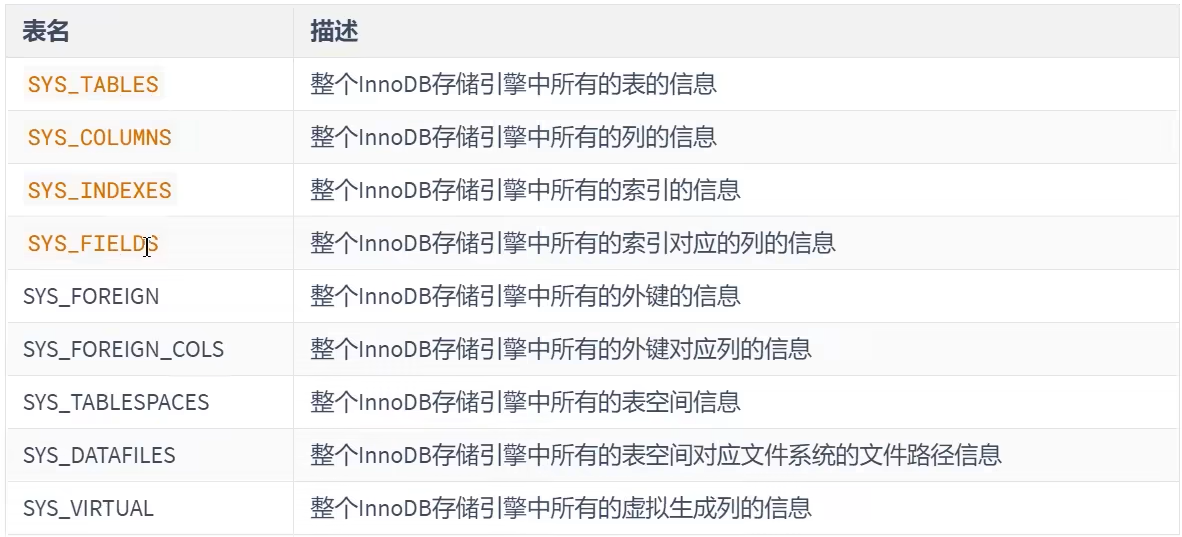 表名 描述
SYS_TABLES 整个InnoDB存储引擎中所有的表的信息
SYS_COLUMNS 整个InnoDB存储引擎中所有的列的信息
SYS_INDEXES 整个InnoDB存储引擎中所有的索引的信息
SYS_FIELDS 整个InnoDB存储引擎中所有的索引对应的列的信息
SYS_FOREIGN 整个InnoDB存储引擎中所有的外键的信息
SYS_FOREIGN_COLS 整个InnoDB存储引擎中所有的外键对应列的信息
SYS_TABLESPACES 整个InnoDB存储引擎中所有的表空间信息
SYS_DATAFILES 整个InnoDB存储引擎中所有的表空间对应文件系统的文件路径信息
SYS_VIRTUAL 整个InnoDB存储引擎中所有的虚拟生成列的信息